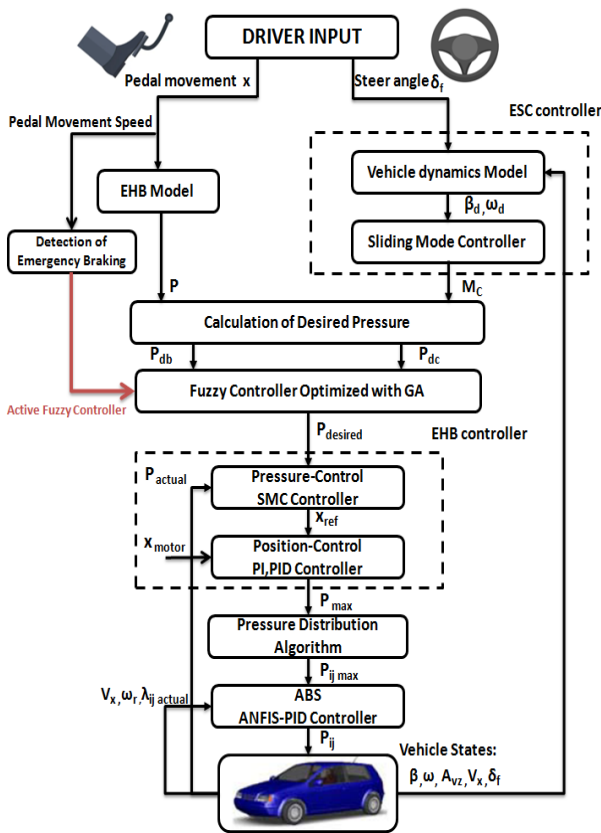 DRIVER INPUT
Pedal movement x
Steer angle δf
ESC controller
Pedal Movement Speed
Vehicle dynamics Model
EHB Model
βd,ωd
Detection of
Emergency Braking
Sliding Mode Controller
P
MC
Calculation of Desired Pressure
Pdb
Pdc
Fuzzy Controller Optimized with GA
Active Fuzzy Controller
Pdesired
EHB controller
Pactual
Pressure-Control
SMC Controller
xref
xmotor
Position-Control
PI,PID Controller
Pmax
Pressure Distribution
Algorithm
Pij max
Vx,ωr,λij actual
ABS
ANFIS-PID Controller
Pij
Vehicle States:
β,ω, Avz,Vx,δf